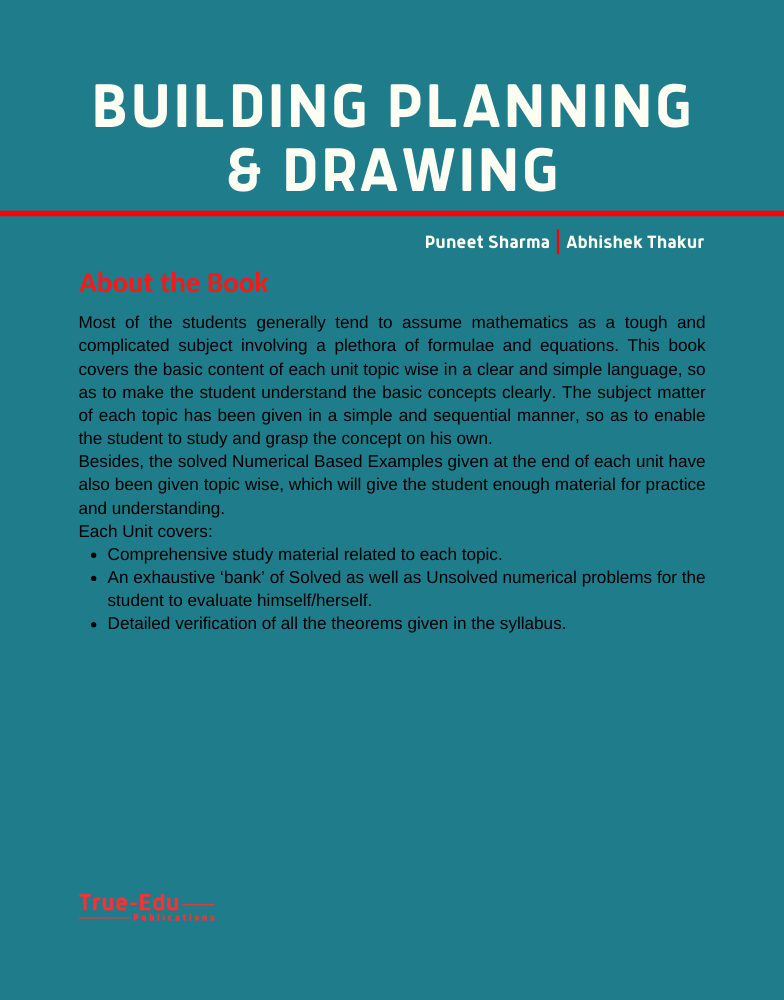 BUILDING PLANNING
& DRAWING
Puneet Sharma | Abhishek Thakur
About the Book
Most of the students generally tend to assume mathematics as a tough and
complicated subject involving a plethora of formulae and equations. This book
covers the basic content of each unit topic wise in a clear and simple language, so
as to make the student understand the basic concepts clearly. The subject matter
of each topic has been given in a simple and sequential manner, so as to enable
the student to study and grasp the concept on his own.
Besides, the solved Numerical Based Examples given at the end of each unit have
also been given topic wise, which will give the student enough material for practice
and understanding.
Each Unit covers:
• Comprehensive study material related to each topic.
• An exhaustive ‘bank’ of Solved as well as Unsolved numerical problems for the
student to evaluate himself/herself.
• Detailed verification of all the theorems given in the syllabus.
True-Edu
Publications